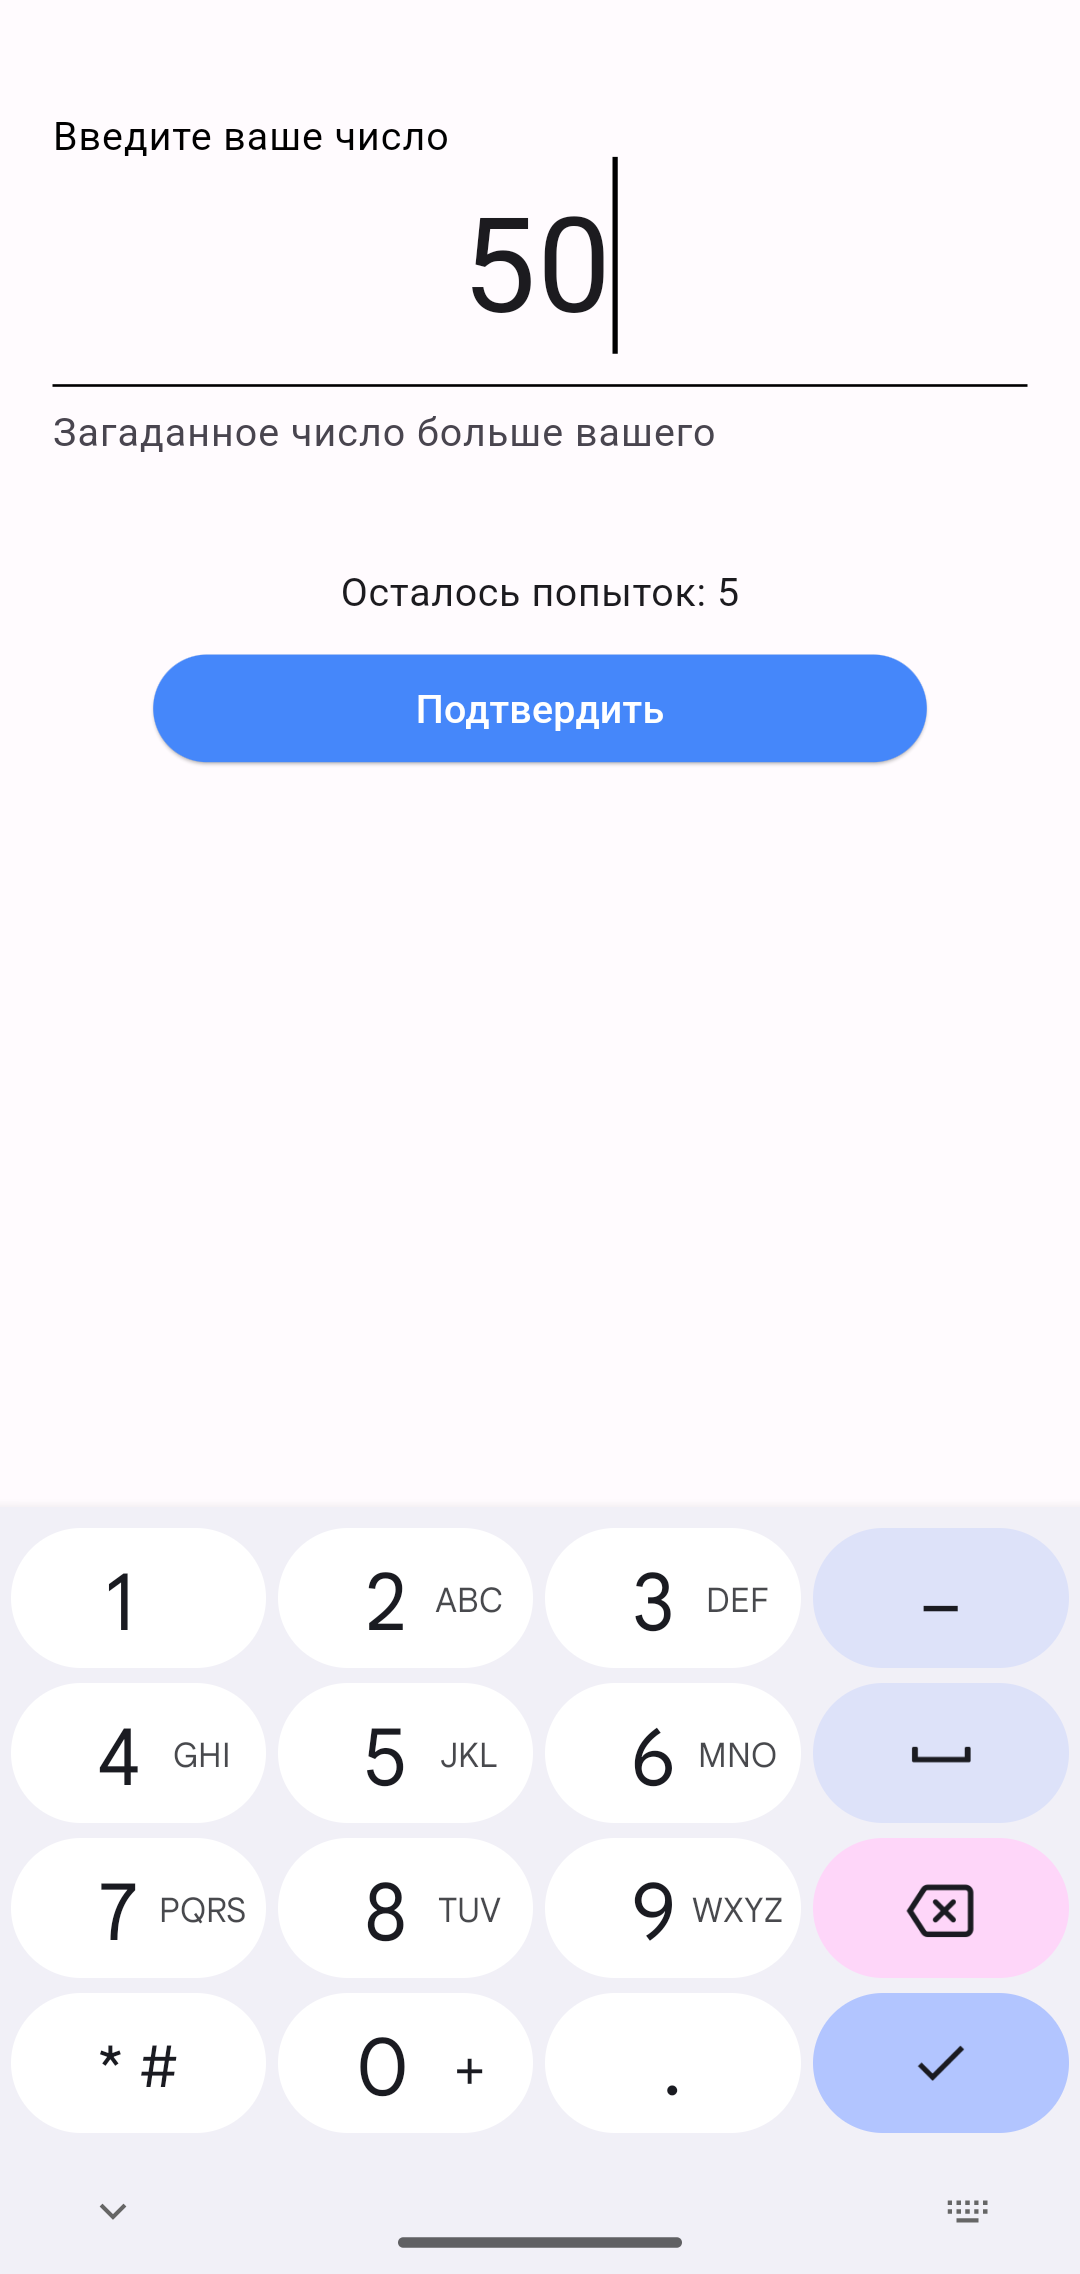 Введите ваше число
50
Загаданное число больше вашего
Осталось попыток: 5
Подтвердить
1 2 ABC 3 DEF –
4 GHI 5 JKL 6 MNO
7 PQRS 8 TUV 9 WXYZ
* # 0 + .